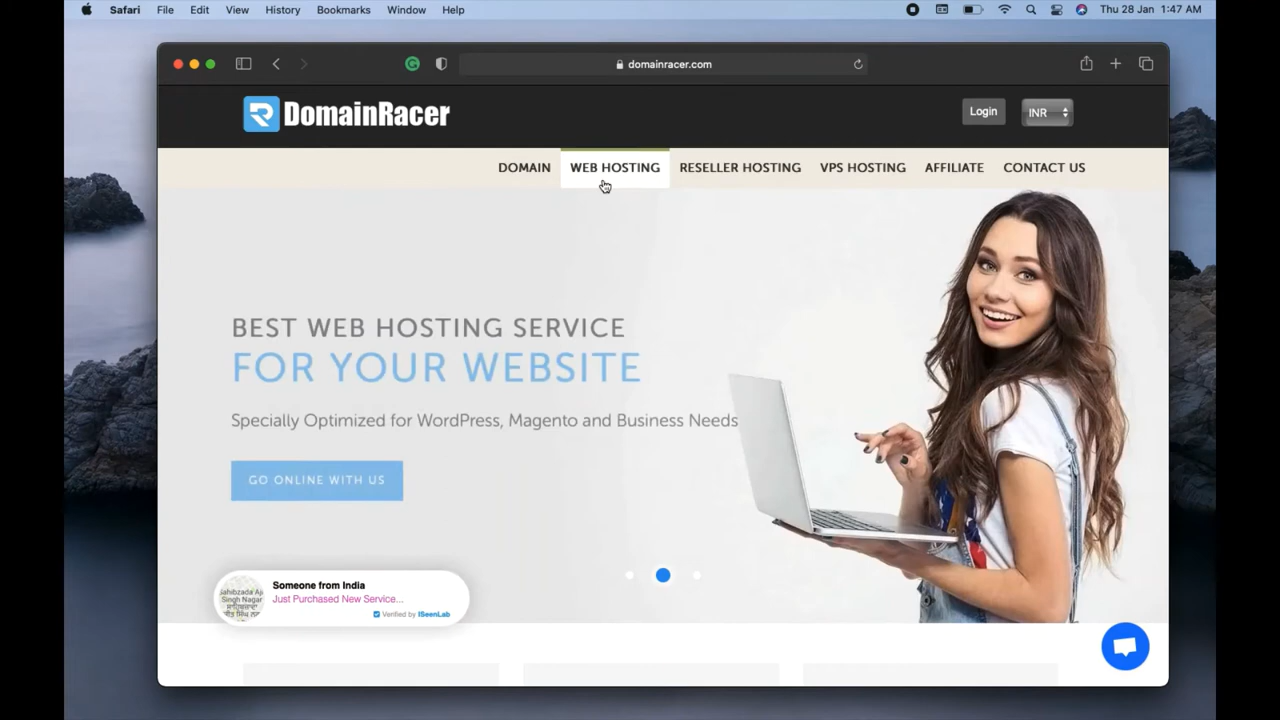 Safari File Edit View History Bookmarks Window Help Thu 28 Jan 1:47 AM
domainracer.com
DomainRacer
Login INR
DOMAIN WEB HOSTING RESELLER HOSTING VPS HOSTING AFFILIATE CONTACT US
BEST WEB HOSTING SERVICE
FOR YOUR WEBSITE
Specially Optimized for WordPress, Magento and Business Needs
GO ONLINE WITH US
Someone from India
Just Purchased New Service...
Verified by ISeenLab
Singh Nagar